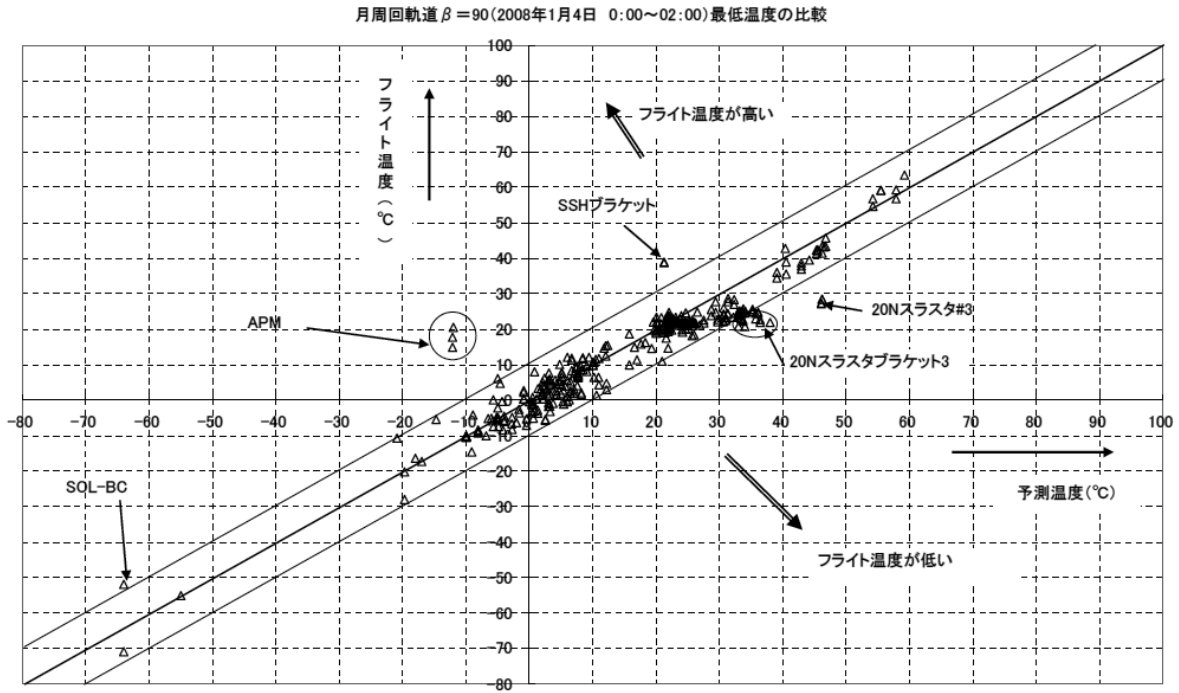 月周回軌道β=90(2008年1月4日 0:00~02:00)最低温度の比較
100
90
80
70
60
50
40
30
20
10
0
-10
-20
-30
-40
-50
-60
-70
-80
フライト温度(℃)
フライト温度が高い
SSHブラケット
APM
20Nスラスタ#3
20Nスラスタブラケット3
-80 -70 -60 -50 -40 -30 -20 -10 0 10 20 30 40 50 60 70 80 90 100
SOL-BC
予測温度(℃)
フライト温度が低い